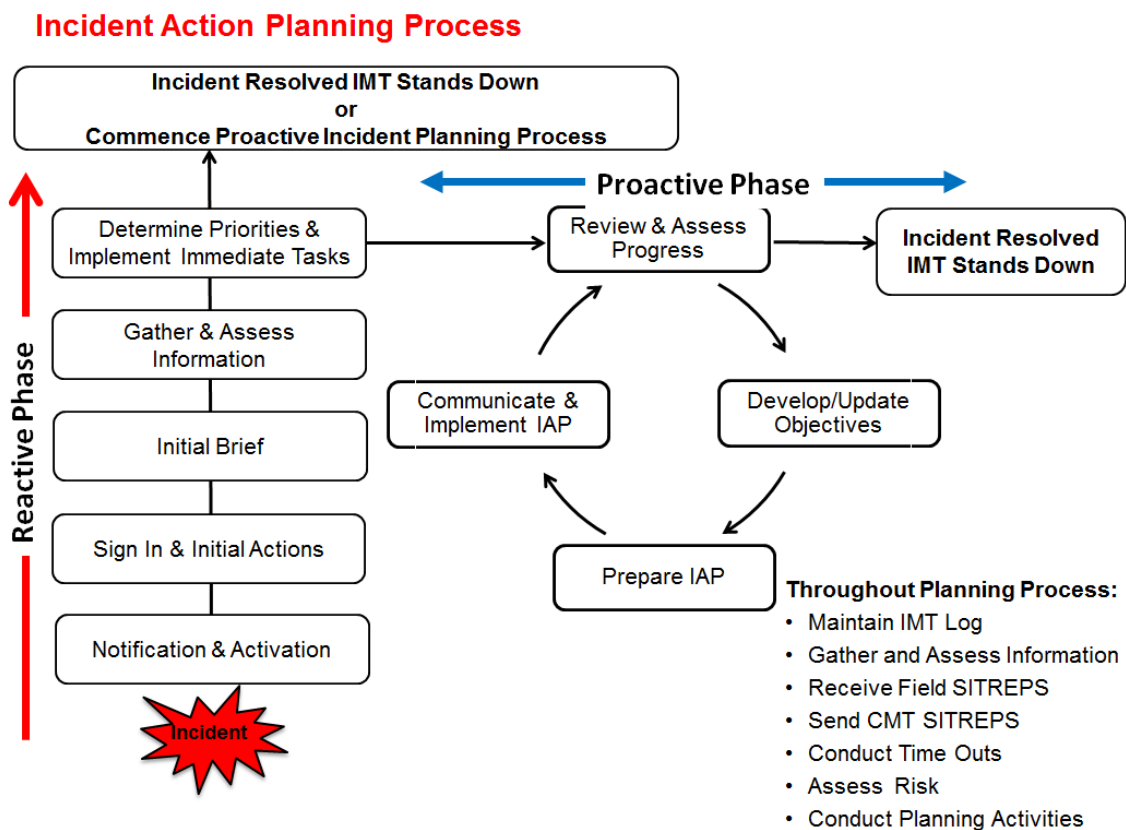 Incident Action Planning Process
Incident Resolved IMT Stands Down
or
Commence Proactive Incident Planning Process
Reactive Phase
Proactive Phase
Determine Priorities &
Implement Immediate Tasks
Review & Assess
Progress
Incident Resolved
IMT Stands Down
Gather & Assess
Information
Communicate &
Implement IAP
Develop/Update
Objectives
Initial Brief
Sign In & Initial Actions
Prepare IAP
Notification & Activation
Incident
Throughout Planning Process:
• Maintain IMT Log
• Gather and Assess Information
• Receive Field SITREPS
• Send CMT SITREPS
• Conduct Time Outs
• Assess Risk
• Conduct Planning Activities